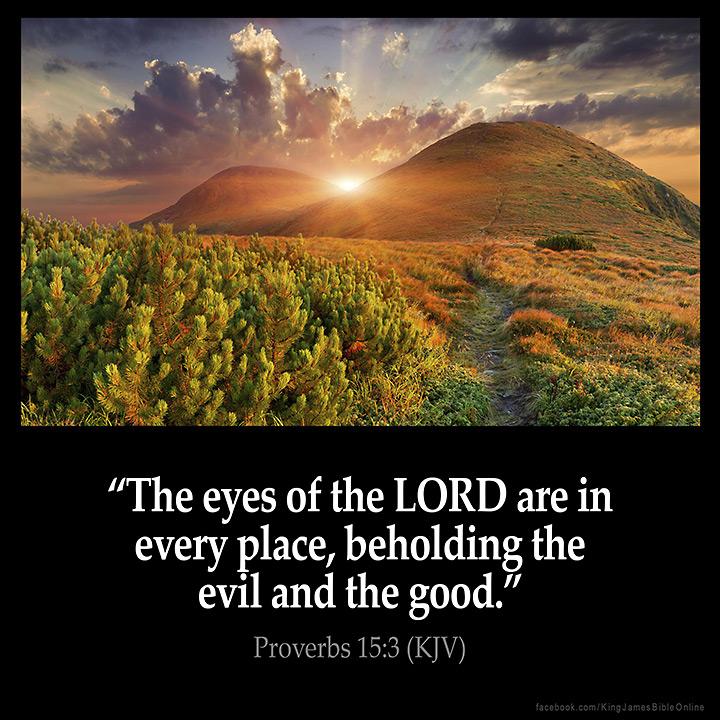 “The eyes of the LORD are in
every place, beholding the
evil and the good.”
Proverbs 15:3 (KJV)
facebook.com/KingJamesBibleOnline